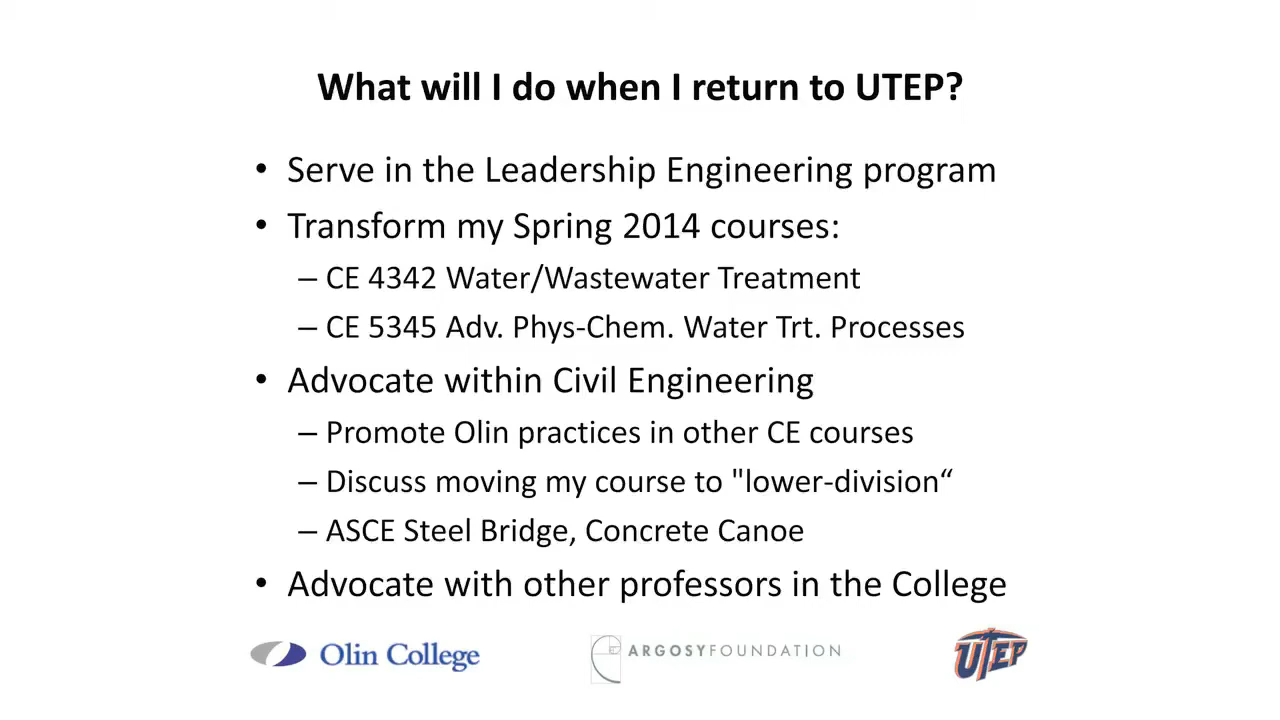 What will I do when I return to UTEP?
• Serve in the Leadership Engineering program
• Transform my Spring 2014 courses:
– CE 4342 Water/Wastewater Treatment
– CE 5345 Adv. Phys-Chem. Water Trt. Processes
• Advocate within Civil Engineering
– Promote Olin practices in other CE courses
– Discuss moving my course to "lower-division“
– ASCE Steel Bridge, Concrete Canoe
• Advocate with other professors in the College
Olin College ARGOSYFOUNDATION UTEP